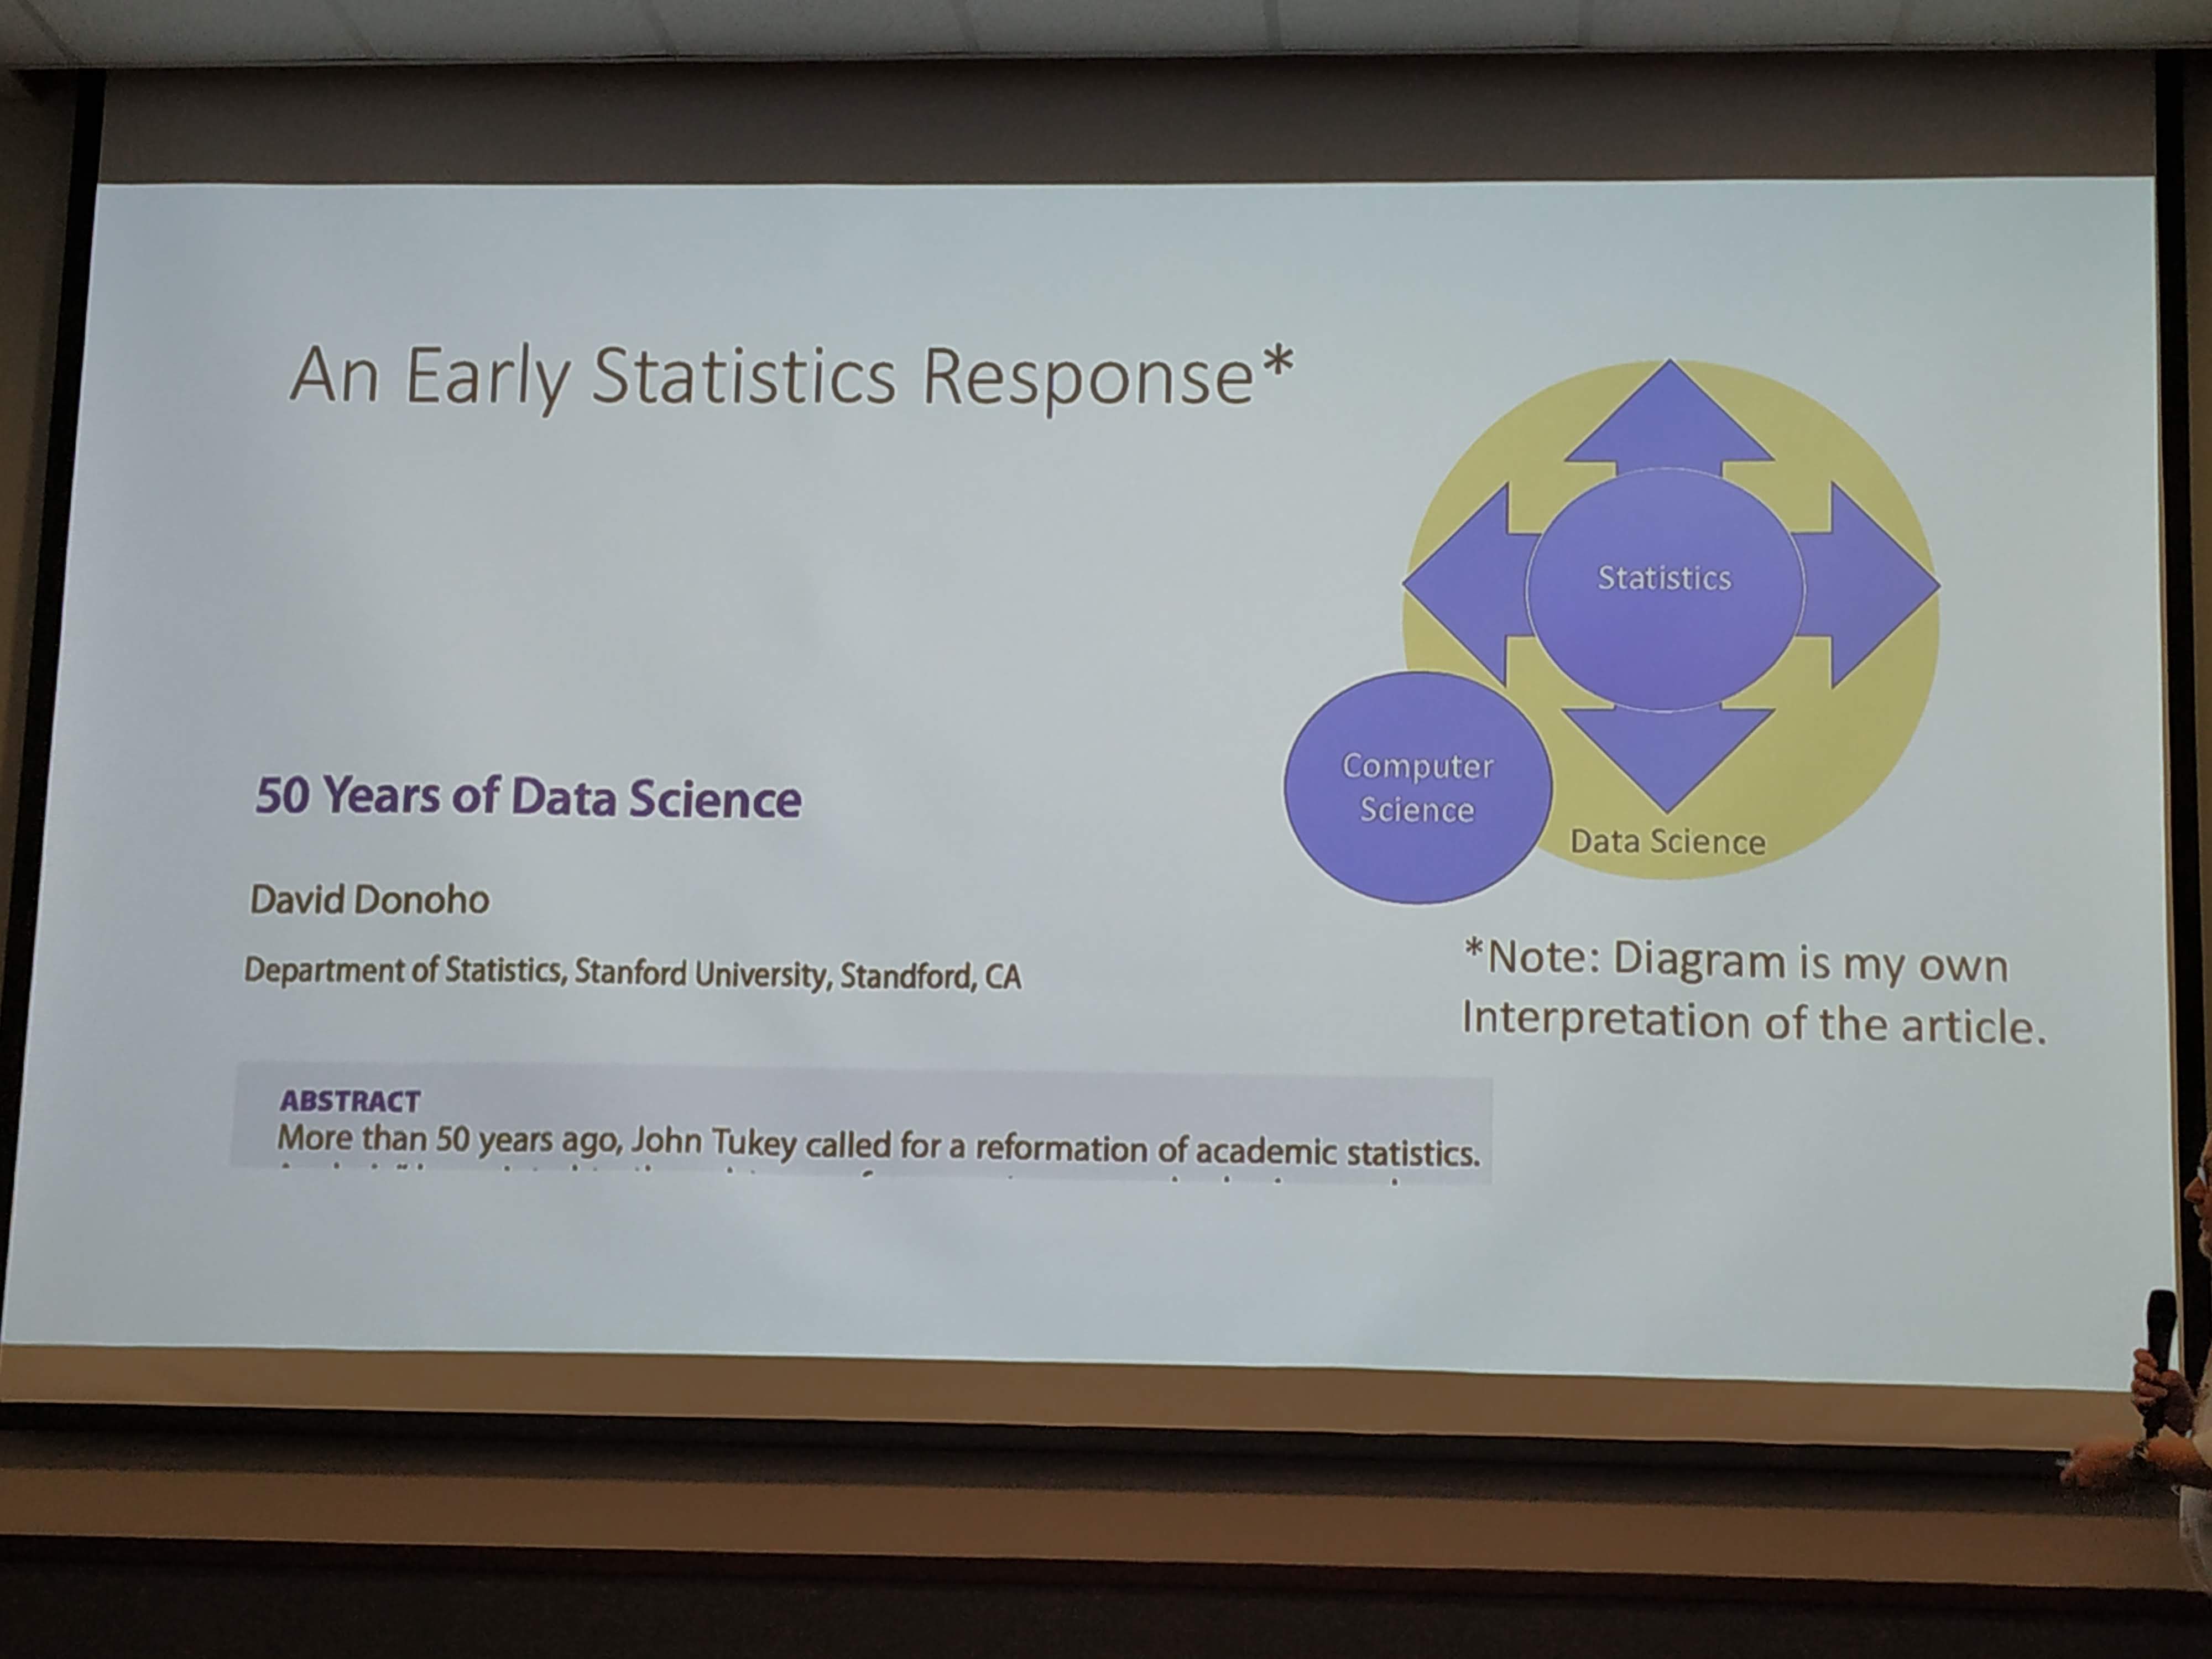 An Early Statistics Response*
Statistics
Computer
Science
Data Science
50 Years of Data Science
David Donoho
Department of Statistics, Stanford University, Standford, CA
*Note: Diagram is my own
Interpretation of the article.
ABSTRACT
More than 50 years ago, John Tukey called for a reformation of academic statistics.